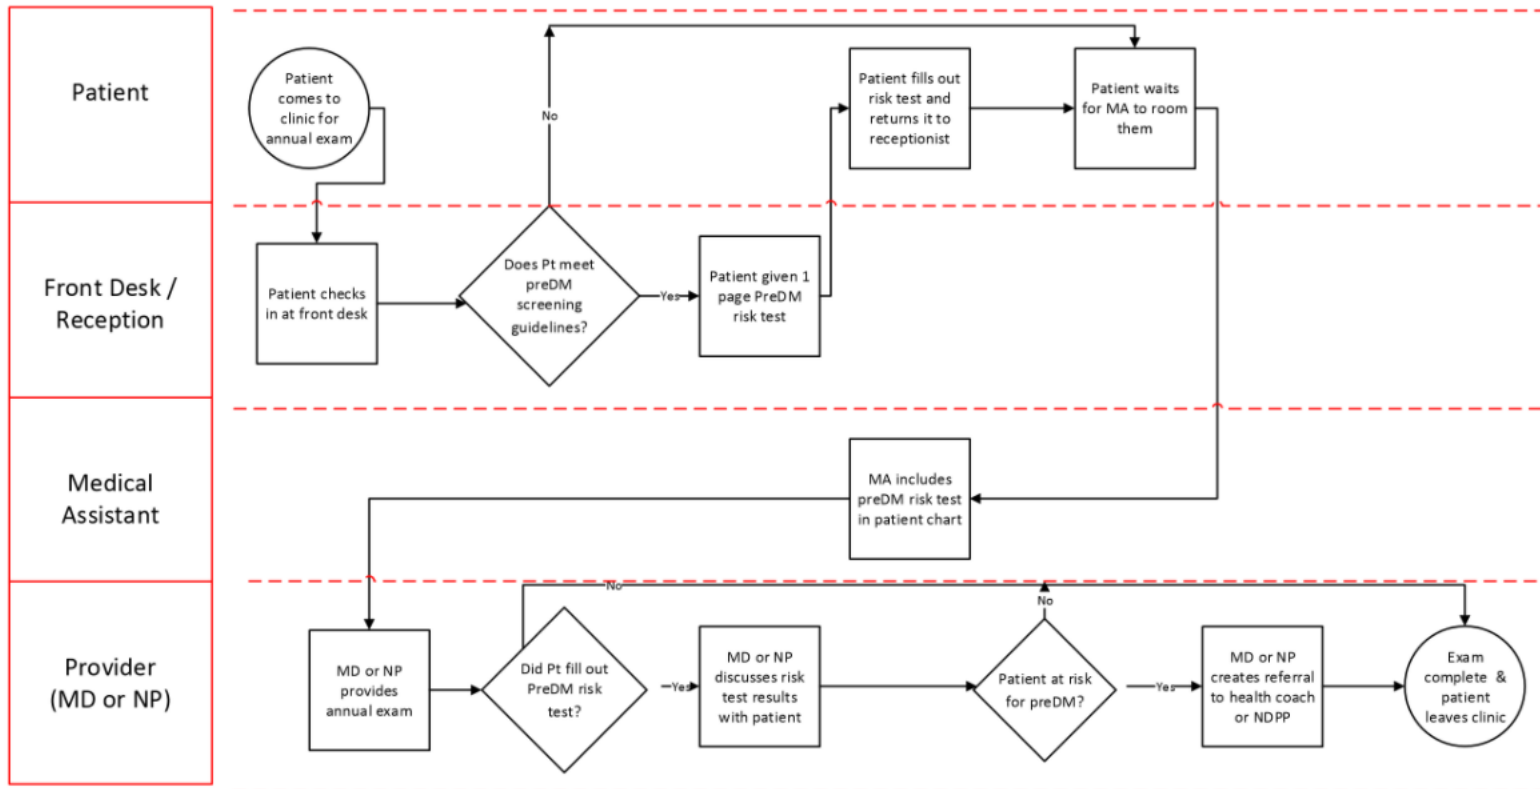 Patient
Patient
comes to
clinic for
annual exam
No
Patient fills out
risk test and
returns it to
receptionist
Patient waits
for MA to room
them
Front Desk /
Reception
Patient checks
in at front desk
Does Pt meet
preDM
screening
guidelines?
Yes
Patient given 1
page PreDM
risk test
Medical
Assistant
MA includes
preDM risk test
in patient chart
Provider
(MD or NP)
MD or NP
provides
annual exam
No
Did Pt fill out
PreDM risk
test?
Yes
MD or NP
discusses risk
test results
with patient
No
Patient at risk
for preDM?
Yes
MD or NP
creates referral
to health coach
or NDPP
Exam
complete &
patient
leaves clinic